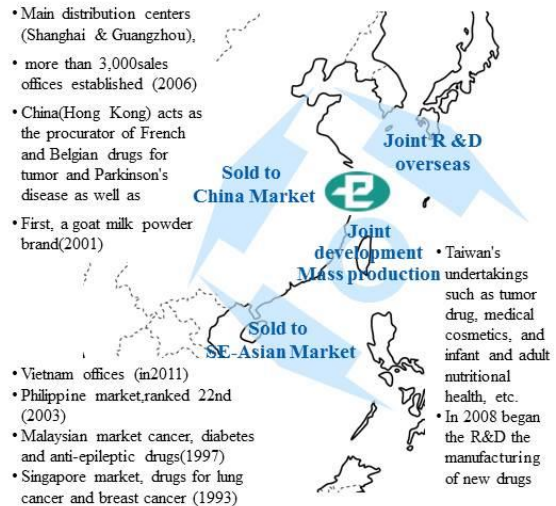 • Main distribution centers
(Shanghai & Guangzhou),
• more than 3,000sales
offices established (2006)
• China(Hong Kong) acts as
the procurator of French
and Belgian drugs for
tumor and Parkinson's
disease as well as
• First, a goat milk powder
brand(2001)
Joint R &D
overseas
Sold to
China Market
Joint
development
Mass production
Sold to
SE-Asian Market
• Taiwan's
undertakings
such as tumor
drug, medical
cosmetics, and
infant and adult
nutritional
health, etc.
• In 2008 began
the R&D the
manufacturing
of new drugs
• Vietnam offices (in2011)
• Philippine market,ranked 22nd
(2003)
• Malaysian market cancer, diabetes
and anti-epileptic drugs(1997)
• Singapore market, drugs for lung
cancer and breast cancer (1993)